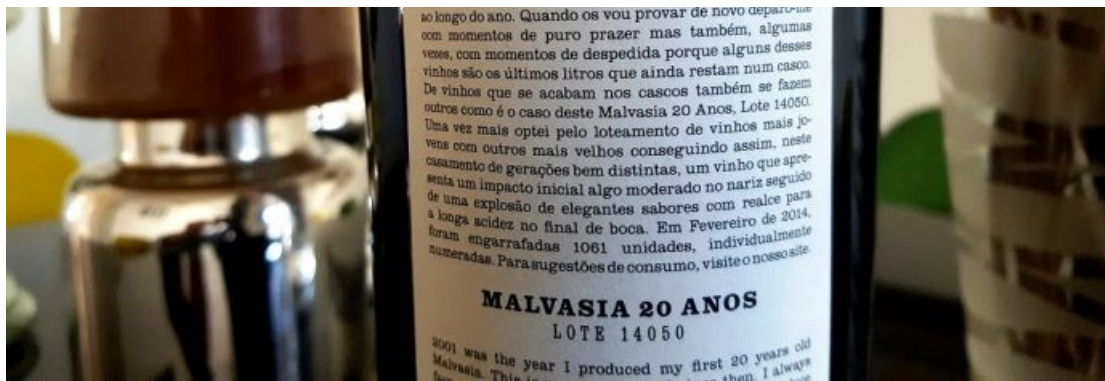 ao longo do ano. Quando os vou provar de novo deparo-me
com momentos de puro prazer mas também, algumas
vezes, com momentos de despedida porque alguns desses
vinhos são os últimos litros que ainda restam num casco.
De vinhos que se acabam nos cascos também se fazem
outros como é o caso deste Malvasia 20 Anos, Lote 14050.
Uma vez mais optei pelo loteamento de vinhos mais jo-
vens com outros mais velhos conseguindo assim, neste
casamento de gerações bem distintas, um vinho que apre-
senta um impacto inicial algo moderado no nariz seguido
de uma explosão de elegantes sabores com realce para
a longa acidez no final de boca. Em Fevereiro de 2014,
foram engarrafadas 1061 unidades, individualmente
numeradas. Para sugestões de consumo, visite o nosso site.
MALVASIA 20 ANOS
LOTE 14050
2001 was the year I produced my first 20 years old
Malvasia. This is then. I always